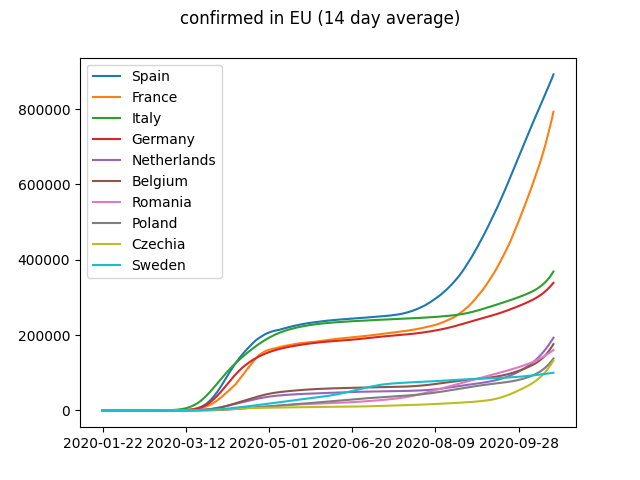 confirmed in EU (14 day average)
Spain
France
Italy
Germany
Netherlands
Belgium
Romania
Poland
Czechia
Sweden
800000
600000
400000
200000
0
2020-01-22 2020-03-12 2020-05-01 2020-06-20 2020-08-09 2020-09-28